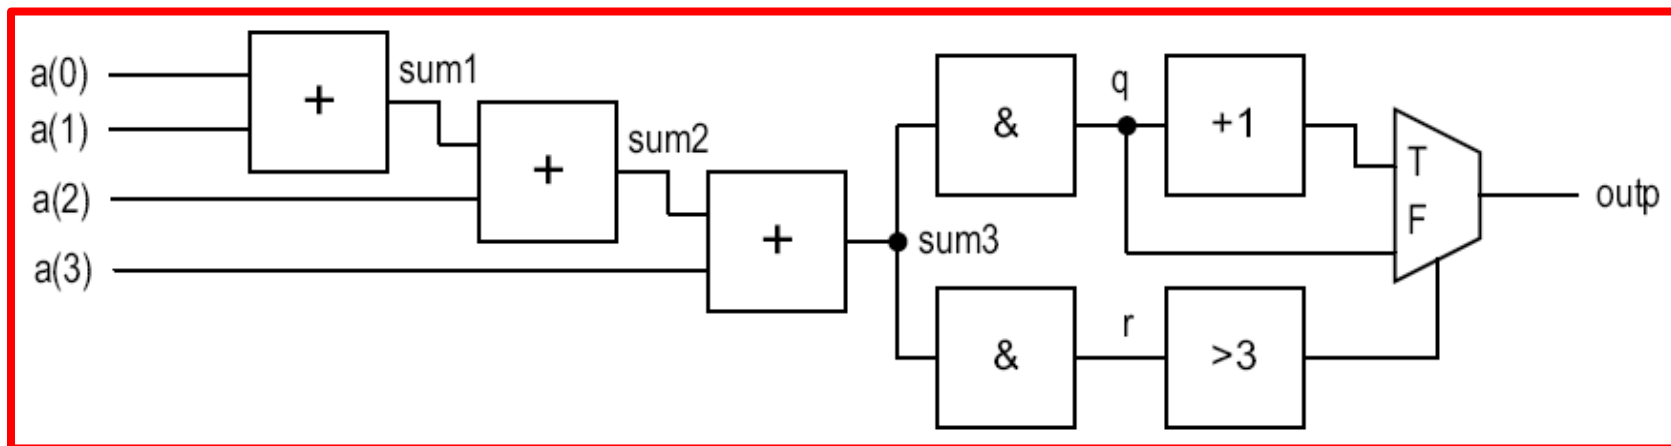 a(0)
a(1)
a(2)
a(3)
+
sum1
+
sum2
+
sum3
&
q
+1
T
F
outp
&
r
>3